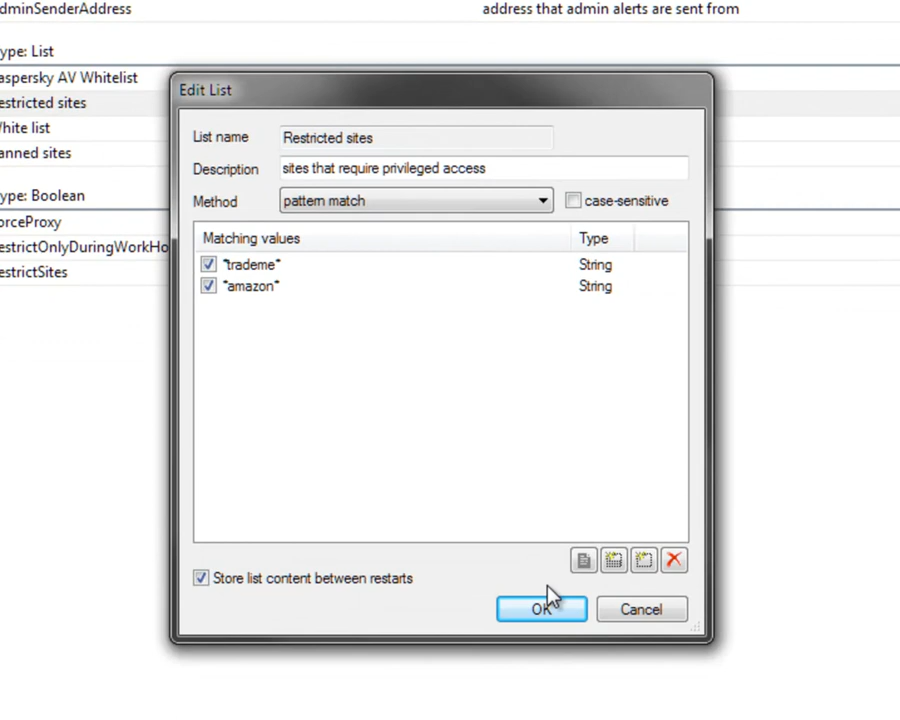 dminSenderAddress address that admin alerts are sent from
ype: List
aspersky AV Whitelist
estricted sites
hite list
anned sites
ype: Boolean
orceProxy
estrictOnlyDuringWorkHo
estrictSites
Edit List
List name Restricted sites
Description sites that require privileged access
Method pattern match case-sensitive
Matching values Type
*trademe* String
*amazon* String
Store list content between restarts
OK Cancel